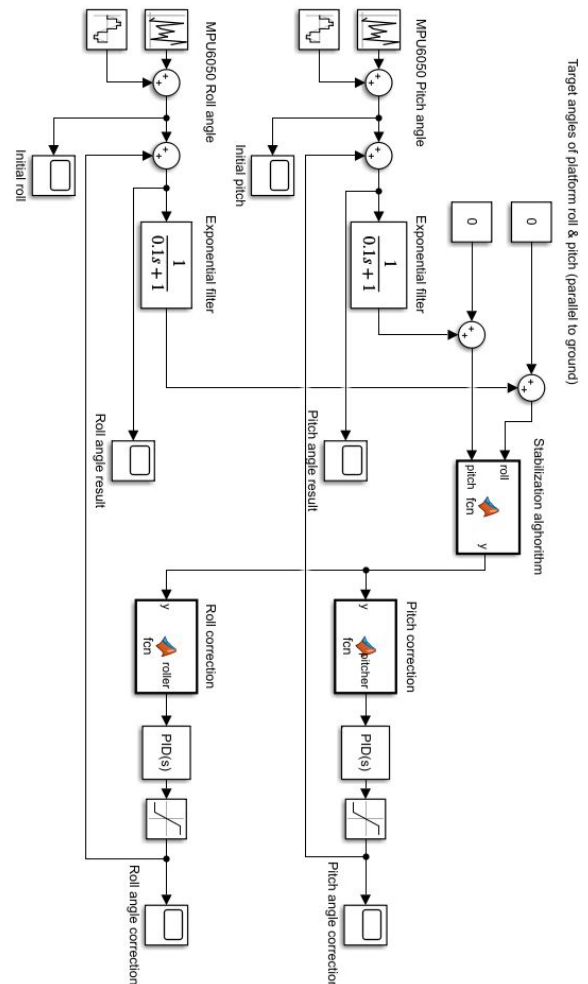 Target angles of platform roll & pitch (parallel to ground)
0
0
Stabilization alghorithm
roll
pitch
fcn
y
MPU6050 Pitch angle
+
+
+
+
Initial pitch
Exponential filter
1
0.1s + 1
+
+
+
+
Pitch angle result
Pitch correction
y
pitcher
fcn
PID(s)
Pitch angle correction
MPU6050 Roll angle
+
+
+
+
Initial roll
Exponential filter
1
0.1s + 1
Roll angle result
Roll correction
y
roller
fcn
PID(s)
Roll angle correction